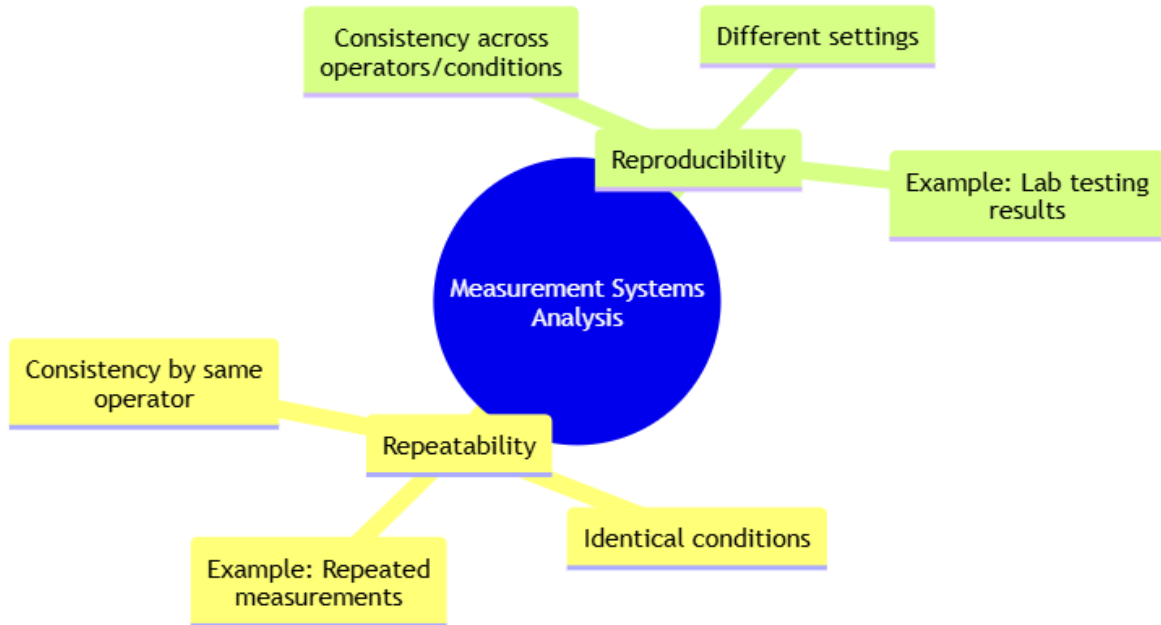 Consistency across
operators/conditions
Different settings
Reproducibility
Example: Lab testing
results
Measurement Systems
Analysis
Consistency by same
operator
Repeatability
Identical conditions
Example: Repeated
measurements